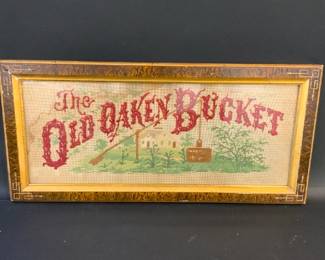 The
OLD OAKEN BUCKET